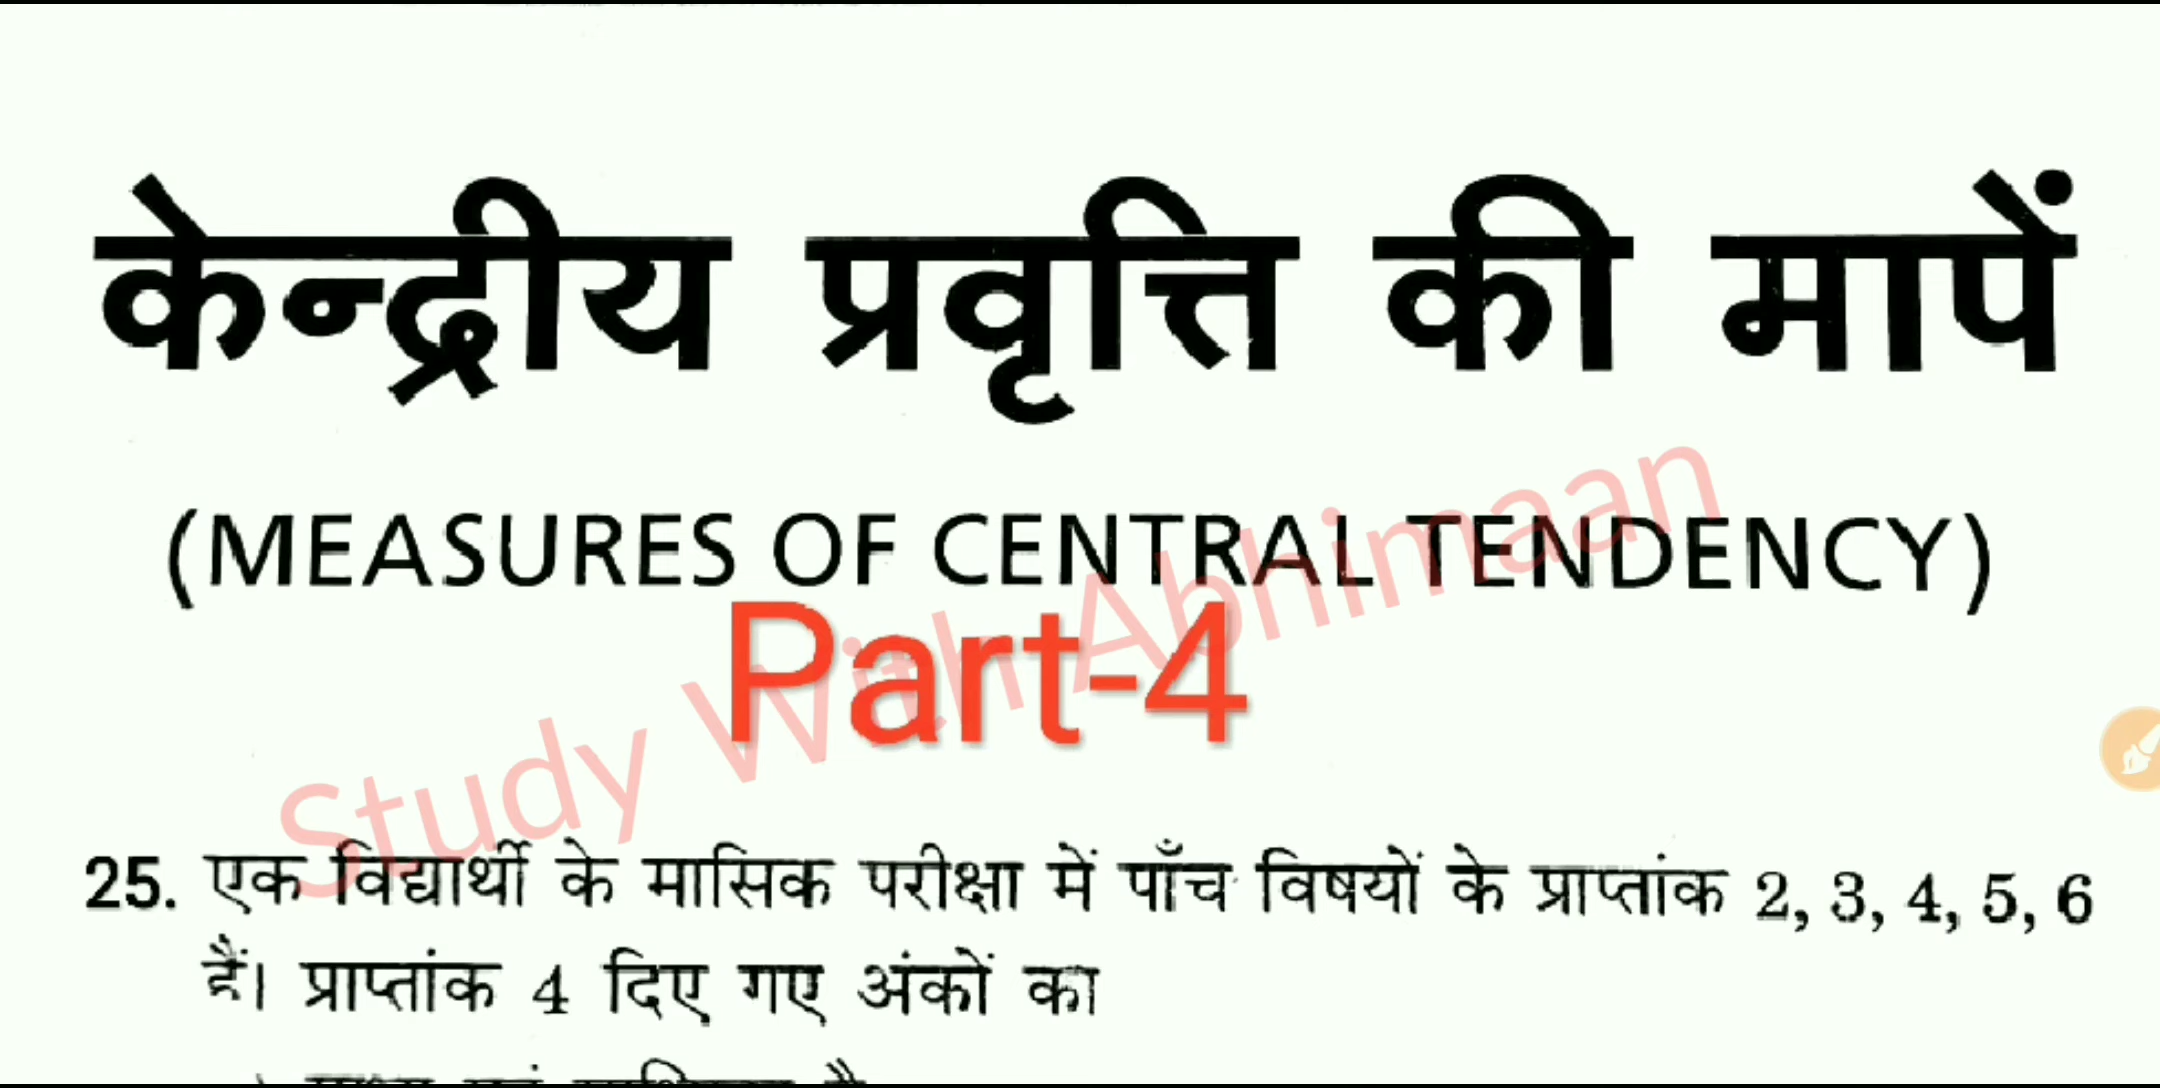 केन्द्रीय प्रवृत्ति की मापें
(MEASURES OF CENTRAL TENDENCY)
Part-4
Study With Abhimaan
25. एक विद्यार्थी के मासिक परीक्षा में पाँच विषयों के प्राप्तांक 2, 3, 4, 5, 6
हैं। प्राप्तांक 4 दिए गए अंकों का